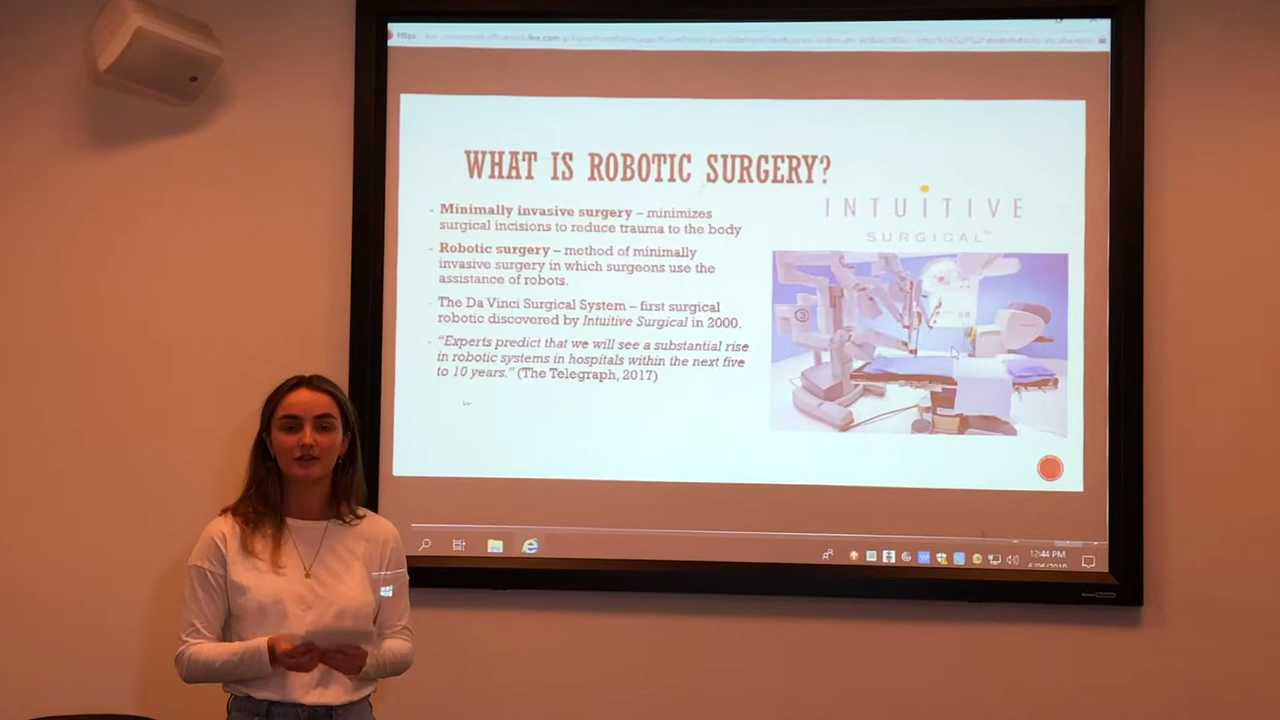 https
WHAT IS ROBOTIC SURGERY?
- Minimally invasive surgery – minimizes
surgical incisions to reduce trauma to the body
- Robotic surgery – method of minimally
invasive surgery in which surgeons use the
assistance of robots.
- The Da Vinci Surgical System – first surgical
robotic discovered by Intuitive Surgical in 2000.
- "Experts predict that we will see a substantial rise
in robotic systems in hospitals within the next five
to 10 years." (The Telegraph, 2017)
INTUITIVE
SURGICAL®
12:44 PM